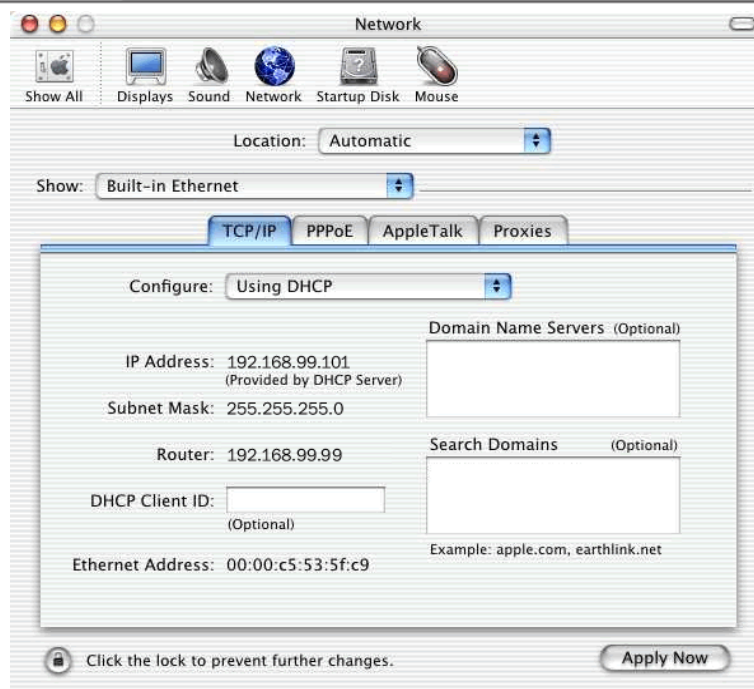 Network
Show All Displays Sound Network Startup Disk Mouse
Location: Automatic
Show: Built-in Ethernet
TCP/IP PPPoE AppleTalk Proxies
Configure: Using DHCP
Domain Name Servers (Optional)
IP Address: 192.168.99.101
(Provided by DHCP Server)
Subnet Mask: 255.255.255.0
Router: 192.168.99.99
Search Domains (Optional)
DHCP Client ID:
(Optional)
Example: apple.com, earthlink.net
Ethernet Address: 00:00:c5:53:5f:c9
Click the lock to prevent further changes.
Apply Now